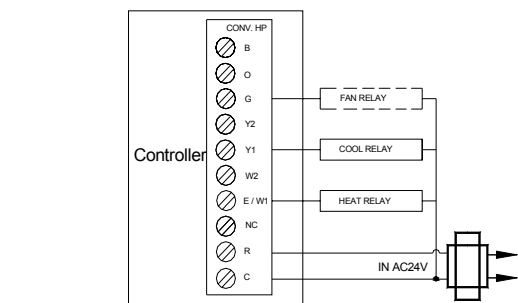 CONV. HP
B
O
G
FAN RELAY
Y2
Controller
Y1
COOL RELAY
W2
E / W1
HEAT RELAY
NC
R
IN AC24V
C